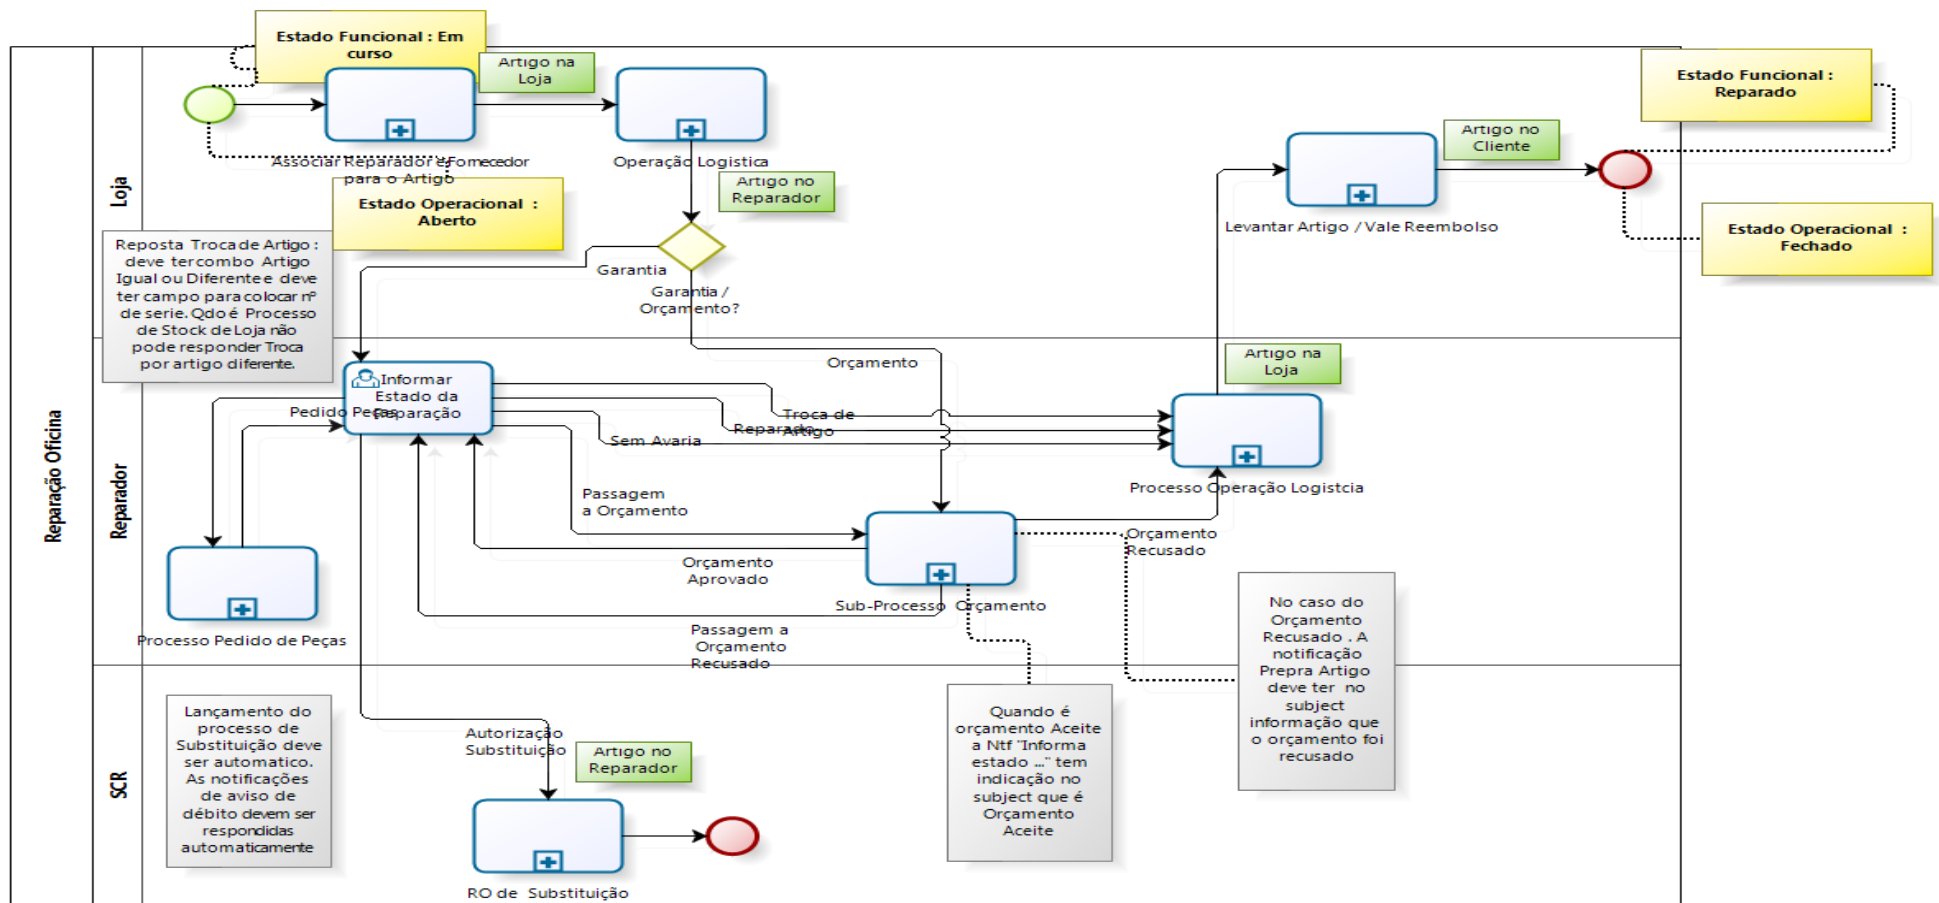 Estado Funcional : Em
curso
Artigo na
Loja
Estado Funcional :
Reparado
Artigo no
Cliente
Associar Reparador eFornecedor
para o Artigo
Operação Logistica
Artigo no
Reparador
Loja
Estado Operacional :
Aberto
Levantar Artigo / Vale Reembolso
Estado Operacional :
Fechado
Reposta Troca de Artigo :
deve ter combo Artigo
Igual ou Diferente e deve
ter campo para colocar nº
de serie. Qdo é Processo
de Stock de Loja não
pode responder Troca
por artigo diferente.
Garantia
Garantia /
Orçamento?
Orçamento
Artigo na
Loja
Informar
Estado da
Reparação
Pedido Peças
Troca de
Artigo
Reparado
Sem Avaria
Reparação Oficina
Reparador
Passagem
a Orçamento
Processo Operação Logistcia
Orçamento
Recusado
Orçamento
Aprovado
Sub-Processo Orçamento
Processo Pedido de Peças
Passagem a
Orçamento
Recusado
No caso do
Orçamento
Recusado . A
notificação
Prepra Artigo
deve ter no
subject
informação que
o orçamento foi
recusado
SCR
Lançamento do
processo de
Substituição deve
ser automatico.
As notificações
de aviso de
débito devem ser
respondidas
automaticamente
Autorização
Substituição
Artigo no
Reparador
Quando é
orçamento Aceite
a Ntf "Informa
estado ..." tem
indicação no
subject que é
Orçamento
Aceite
RO de Substituição